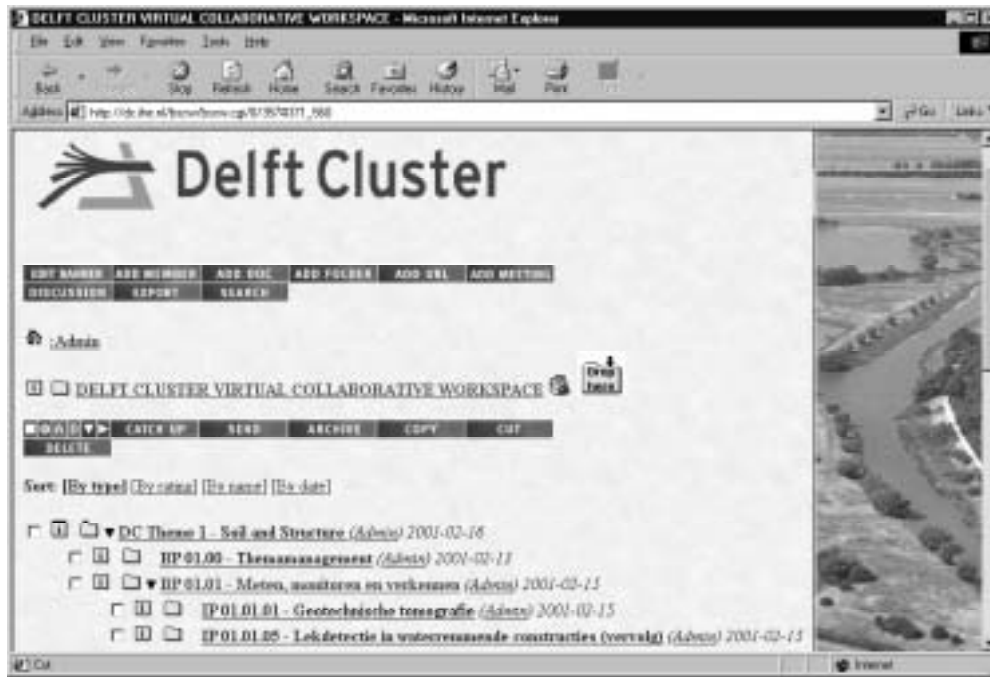 DELFT CLUSTER VIRTUAL COLLABORATIVE WORKSPACE - Microsoft Internet Explorer
File Edit View Favorites Tools Help
Back Stop Refresh Home Search Favorites History Mail Print
Address Go Links
Delft Cluster
EDIT BANNER ADD MEMBER ADD DOC ADD FOLDER ADD URL ADD MEETING
DISCUSSION EXPORT SEARCH
:Admin
DELFT CLUSTER VIRTUAL COLLABORATIVE WORKSPACE Drop here
CATCH UP SEND ARCHIVE COPY CUT
DELETE
Sort: [By type] [By rating] [By name] [By date]
DC Theme 1 - Soil and Structure (Admin) 2001-02-16
BP 01.00 - Themamanagement (Admin) 2001-02-13
BP 01.01 - Meten, monitoren en verkennen (Admin) 2001-02-15
IP 01.01.01 - Geotechnische tomografie (Admin) 2001-02-15
IP 01.01.05 - Lekdetectie in waterremmende constructies (vervolg) (Admin) 2001-02-15
Cut Internet